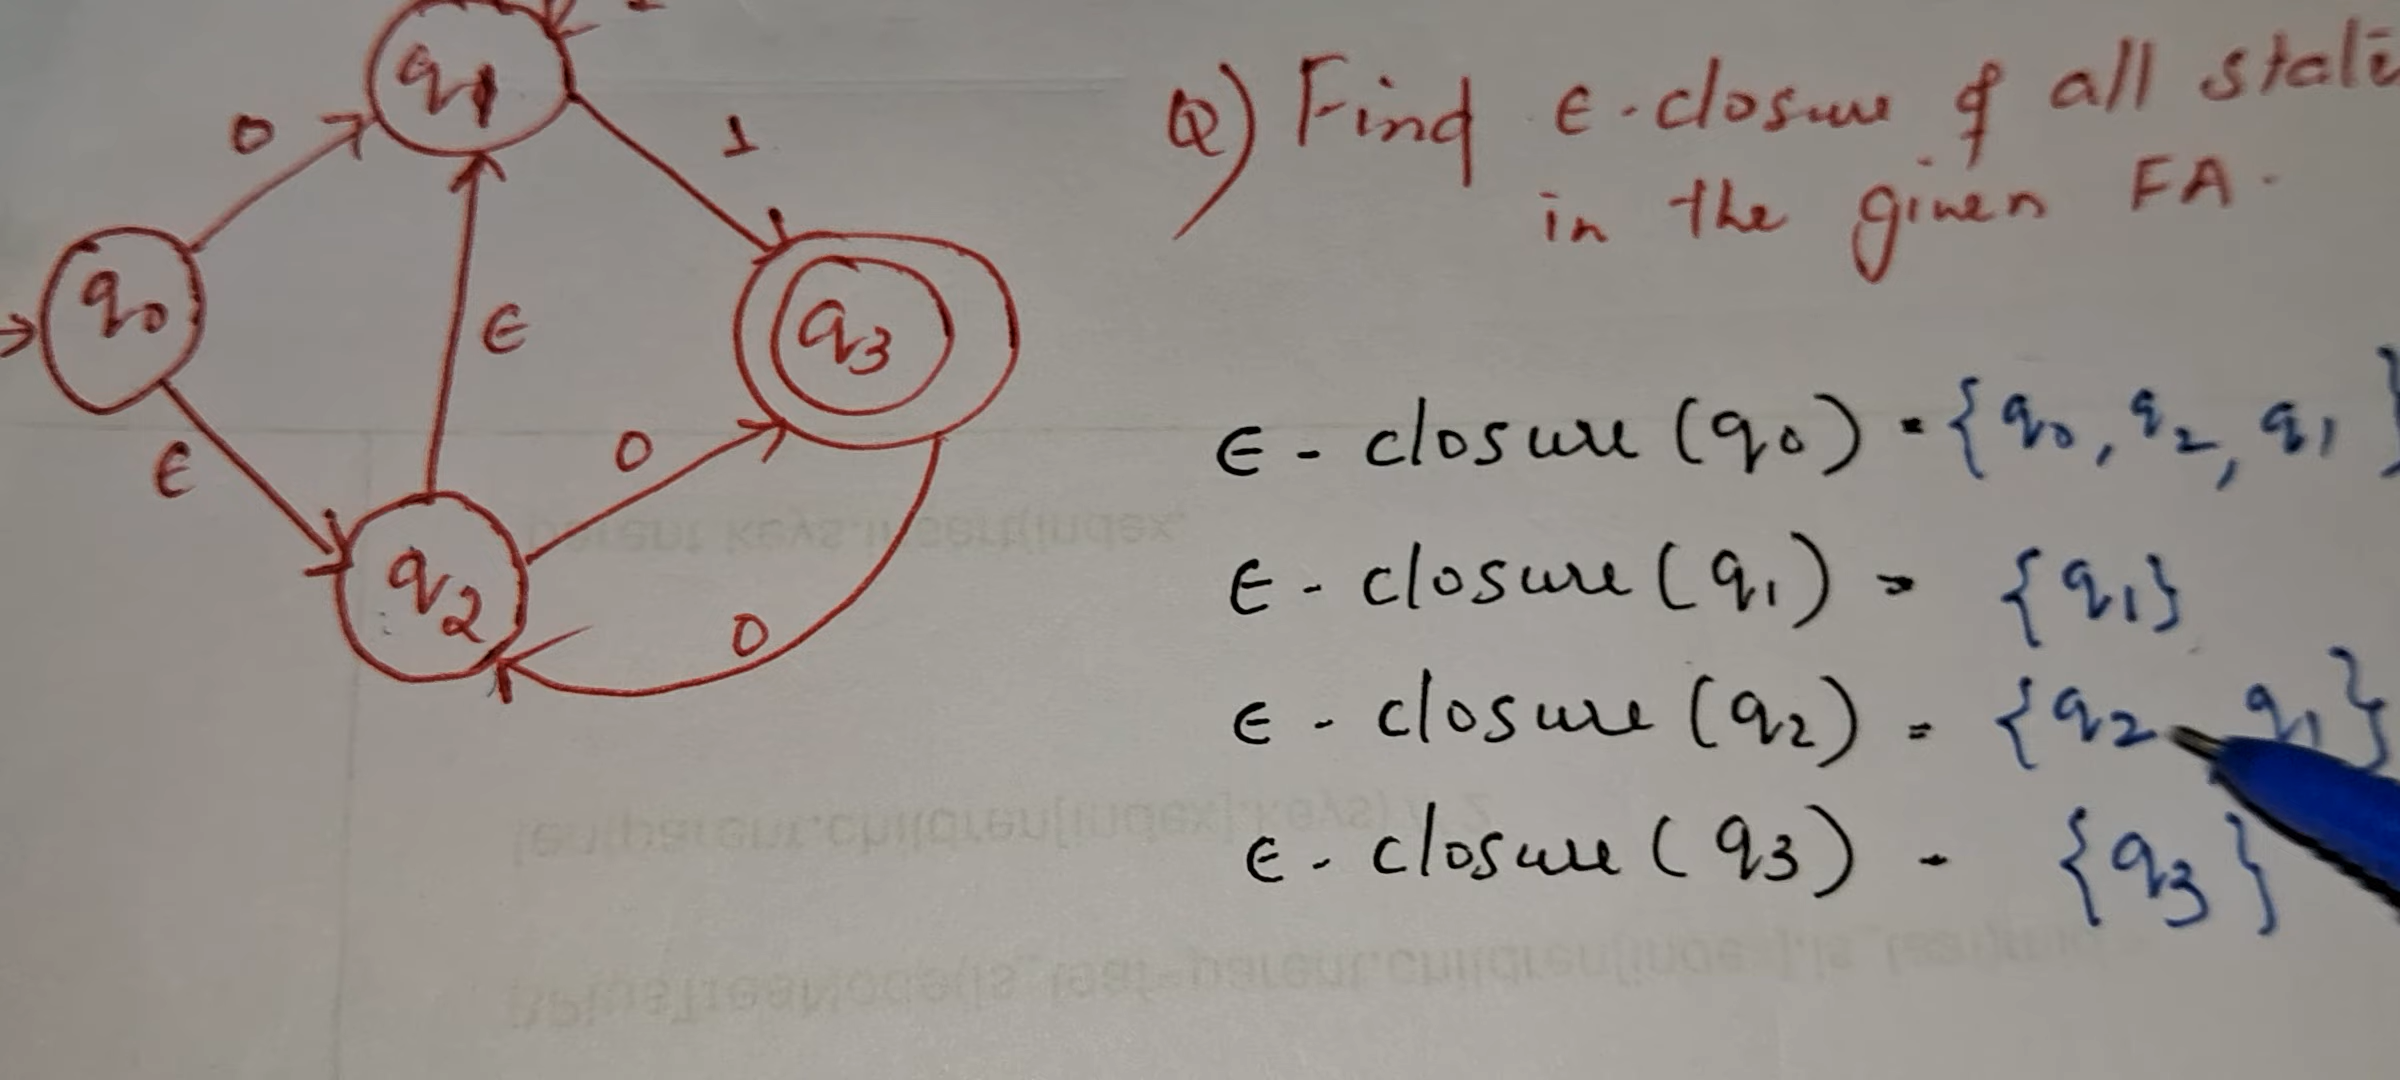 q1
0
1
q0
ϵ
q3
ϵ
0
q2
0
Q) Find ϵ-closure of all
in the given FA.
ϵ - closure (q0) = {q0, q2, q1}
ϵ - closure (q1) = {q1}
ϵ - closure (q2) = {q2 q1}
ϵ - closure (q3) - {q3}